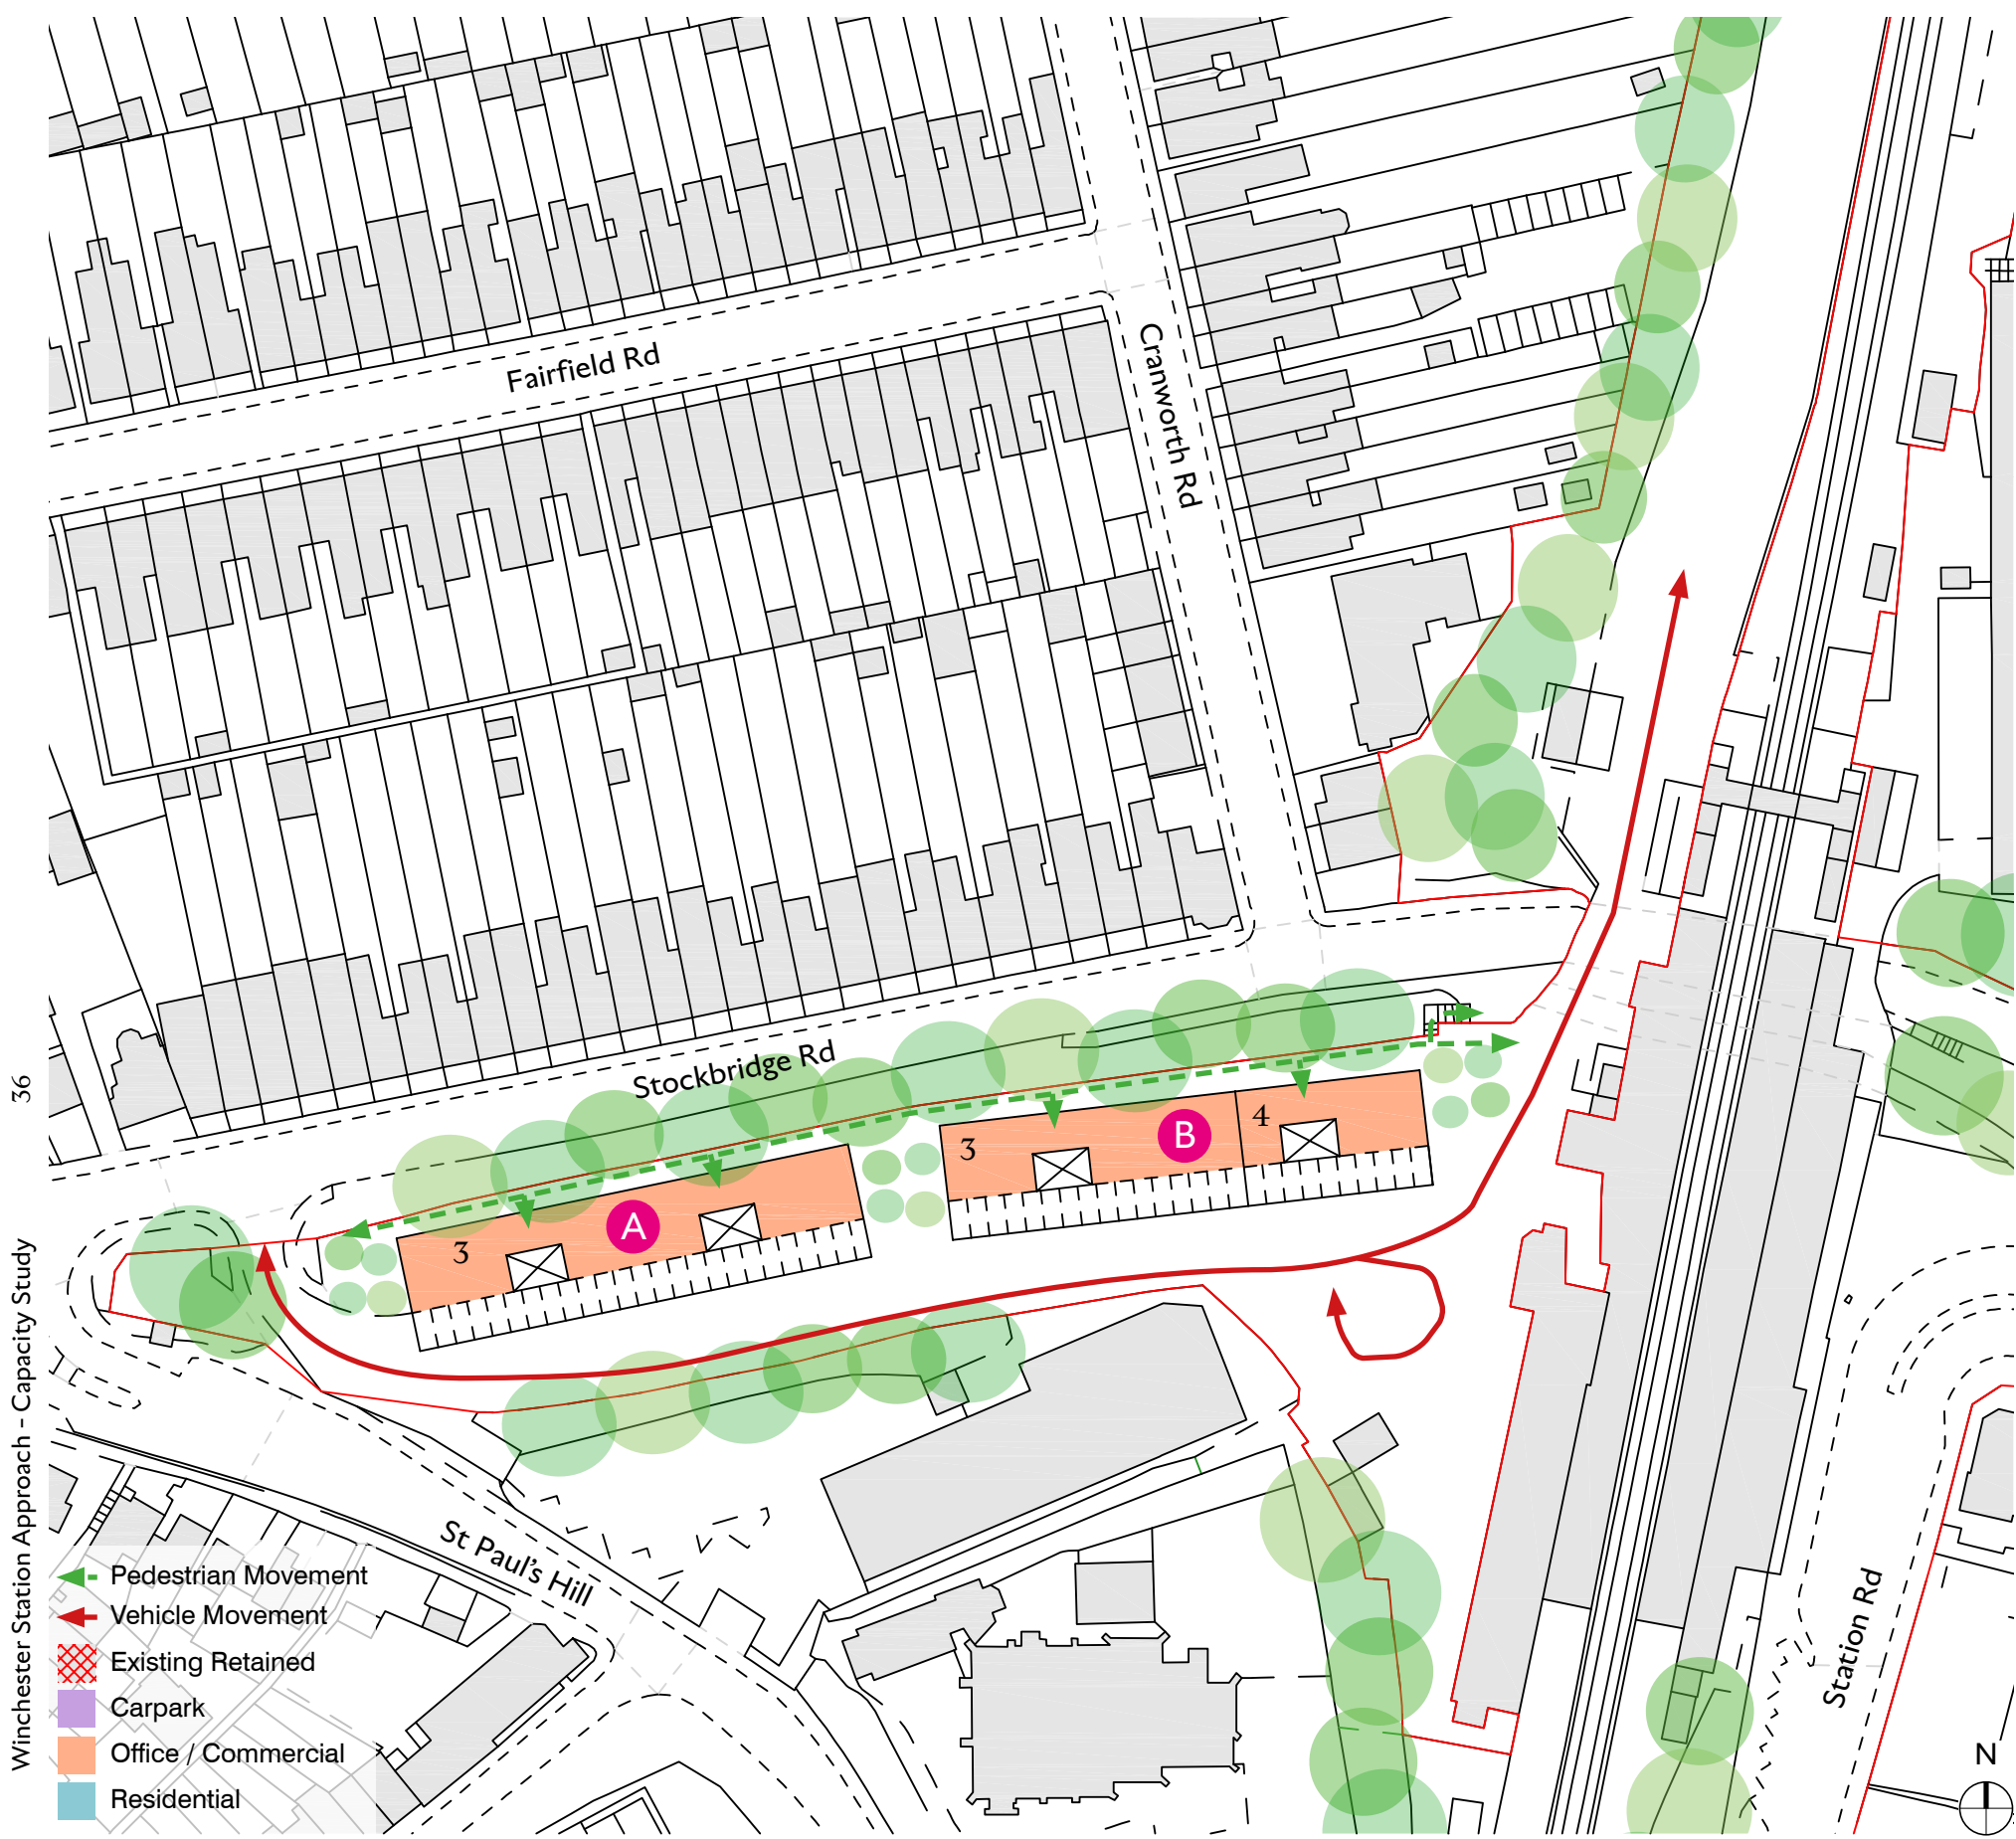 Fairfield Rd
Cranworth Rd
Stockbridge Rd
3
A
3
B
4
St Paul's Hill
Station Rd
Pedestrian Movement
Vehicle Movement
Existing Retained
Carpark
Office / Commercial
Residential
N
36
Winchester Station Approach - Capacity Study